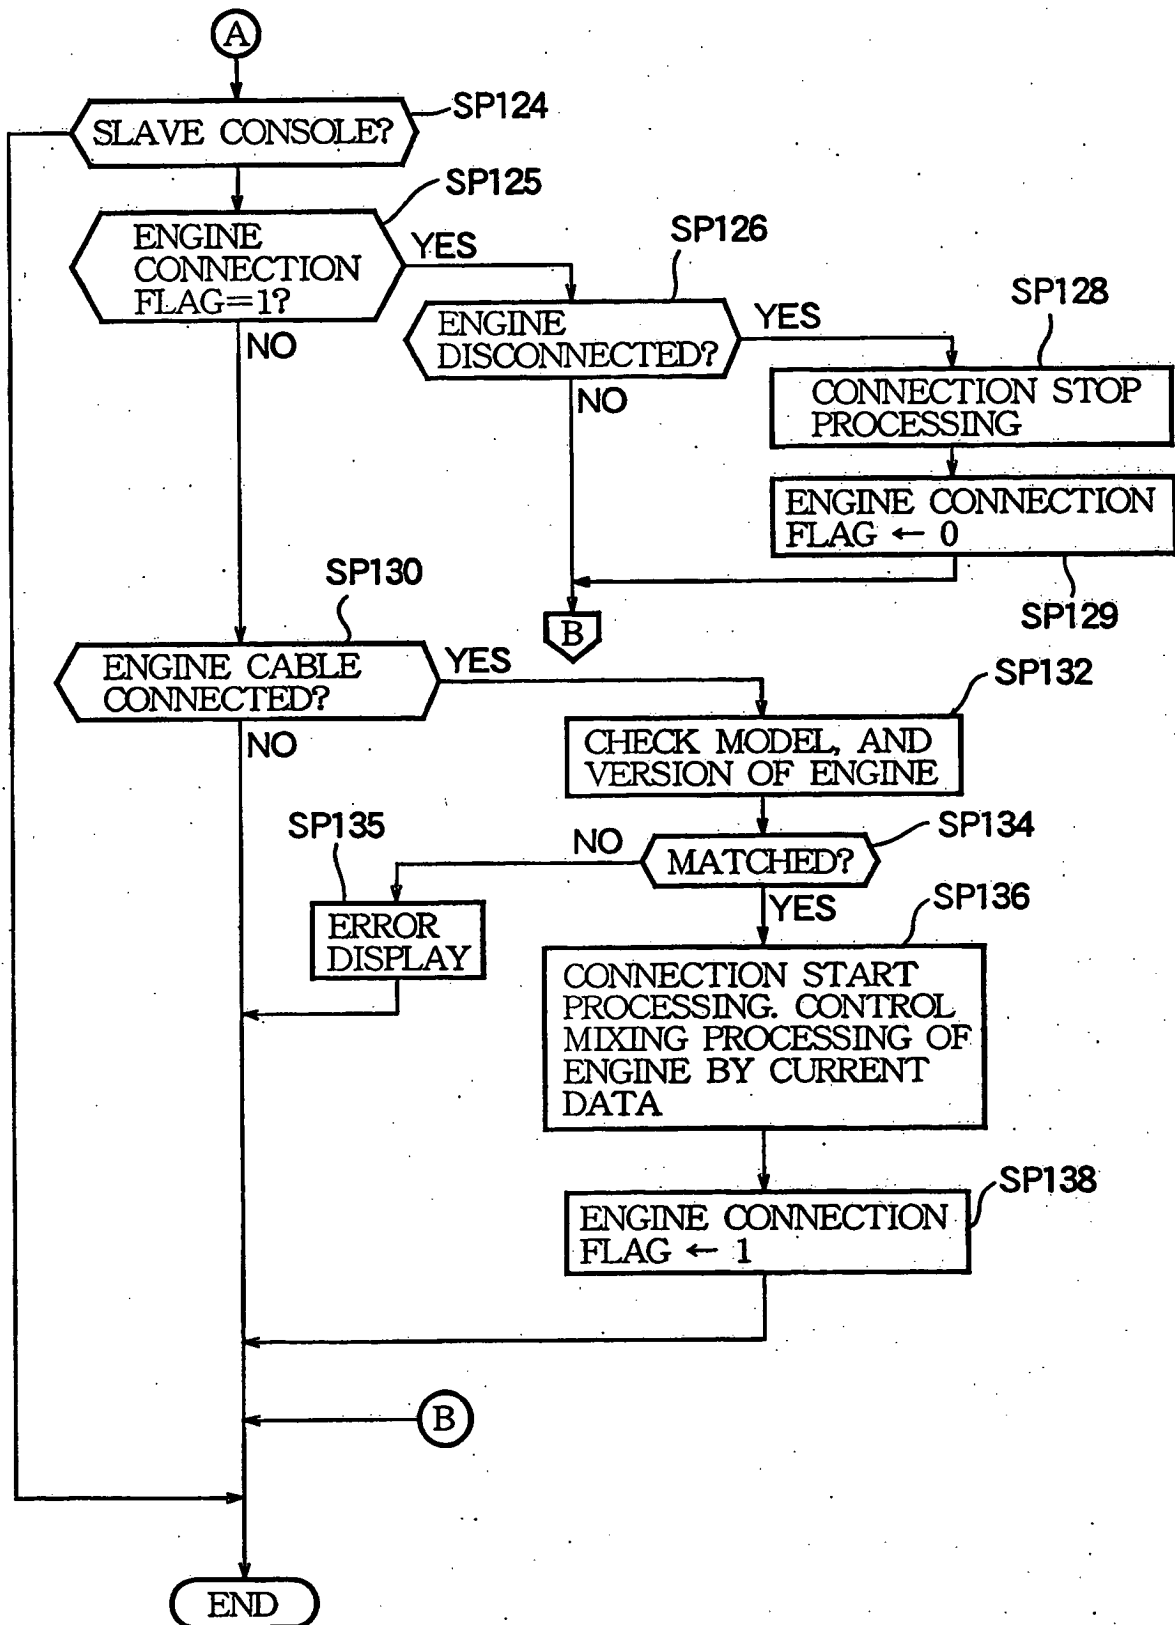 A
SLAVE CONSOLE?
SP124
ENGINE
CONNECTION
FLAG=1?
SP125
YES
NO
ENGINE
DISCONNECTED?
SP126
YES
NO
CONNECTION STOP
PROCESSING
SP128
ENGINE CONNECTION
FLAG ← 0
SP129
B
ENGINE CABLE
CONNECTED?
SP130
YES
NO
CHECK MODEL, AND
VERSION OF ENGINE
SP132
MATCHED?
SP134
NO
YES
ERROR
DISPLAY
SP135
CONNECTION START
PROCESSING. CONTROL
MIXING PROCESSING OF
ENGINE BY CURRENT
DATA
SP136
ENGINE CONNECTION
FLAG ← 1
SP138
B
END